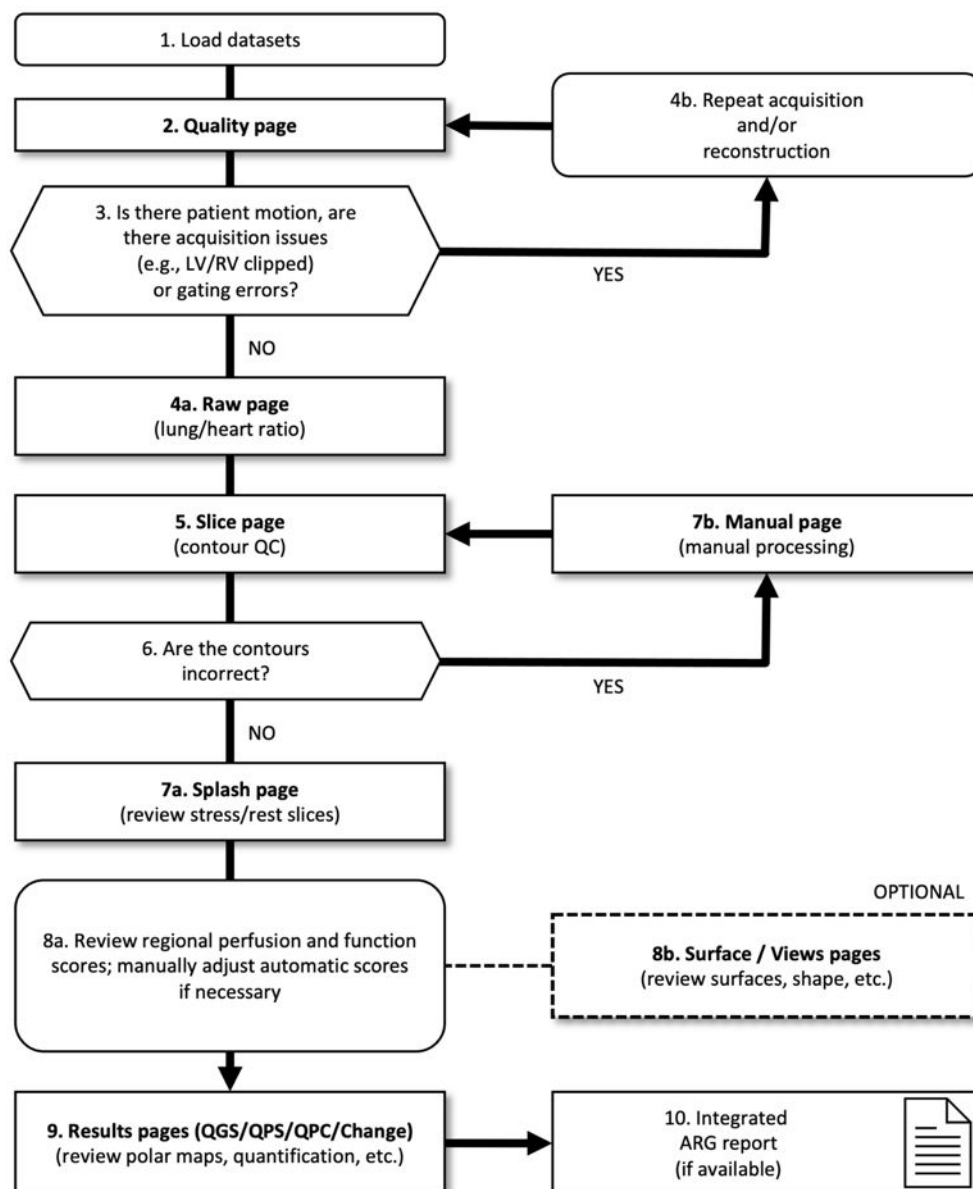 1. Load datasets
2. Quality page
4b. Repeat acquisition
and/or
reconstruction
3. Is there patient motion, are
there acquisition issues
(e.g., LV/RV clipped)
or gating errors?
YES
NO
4a. Raw page
(lung/heart ratio)
5. Slice page
(contour QC)
7b. Manual page
(manual processing)
6. Are the contours
incorrect?
YES
NO
7a. Splash page
(review stress/rest slices)
8a. Review regional perfusion and function
scores; manually adjust automatic scores
if necessary
OPTIONAL
8b. Surface / Views pages
(review surfaces, shape, etc.)
9. Results pages (QGS/QPS/QPC/Change)
(review polar maps, quantification, etc.)
10. Integrated
ARG report
(if available)